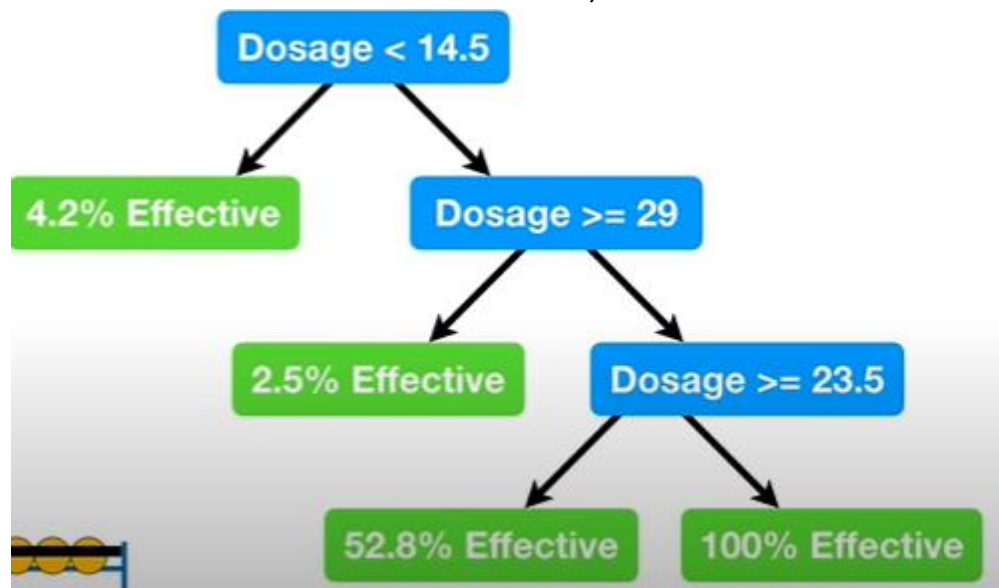 Dosage < 14.5
4.2% Effective
Dosage >= 29
2.5% Effective
Dosage >= 23.5
52.8% Effective
100% Effective